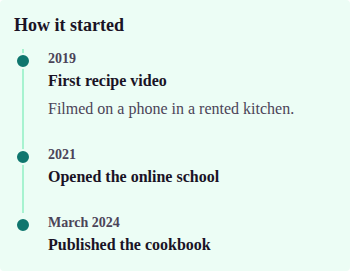 How it started
2019
First recipe video
Filmed on a phone in a rented kitchen.
2021
Opened the online school
March 2024
Published the cookbook